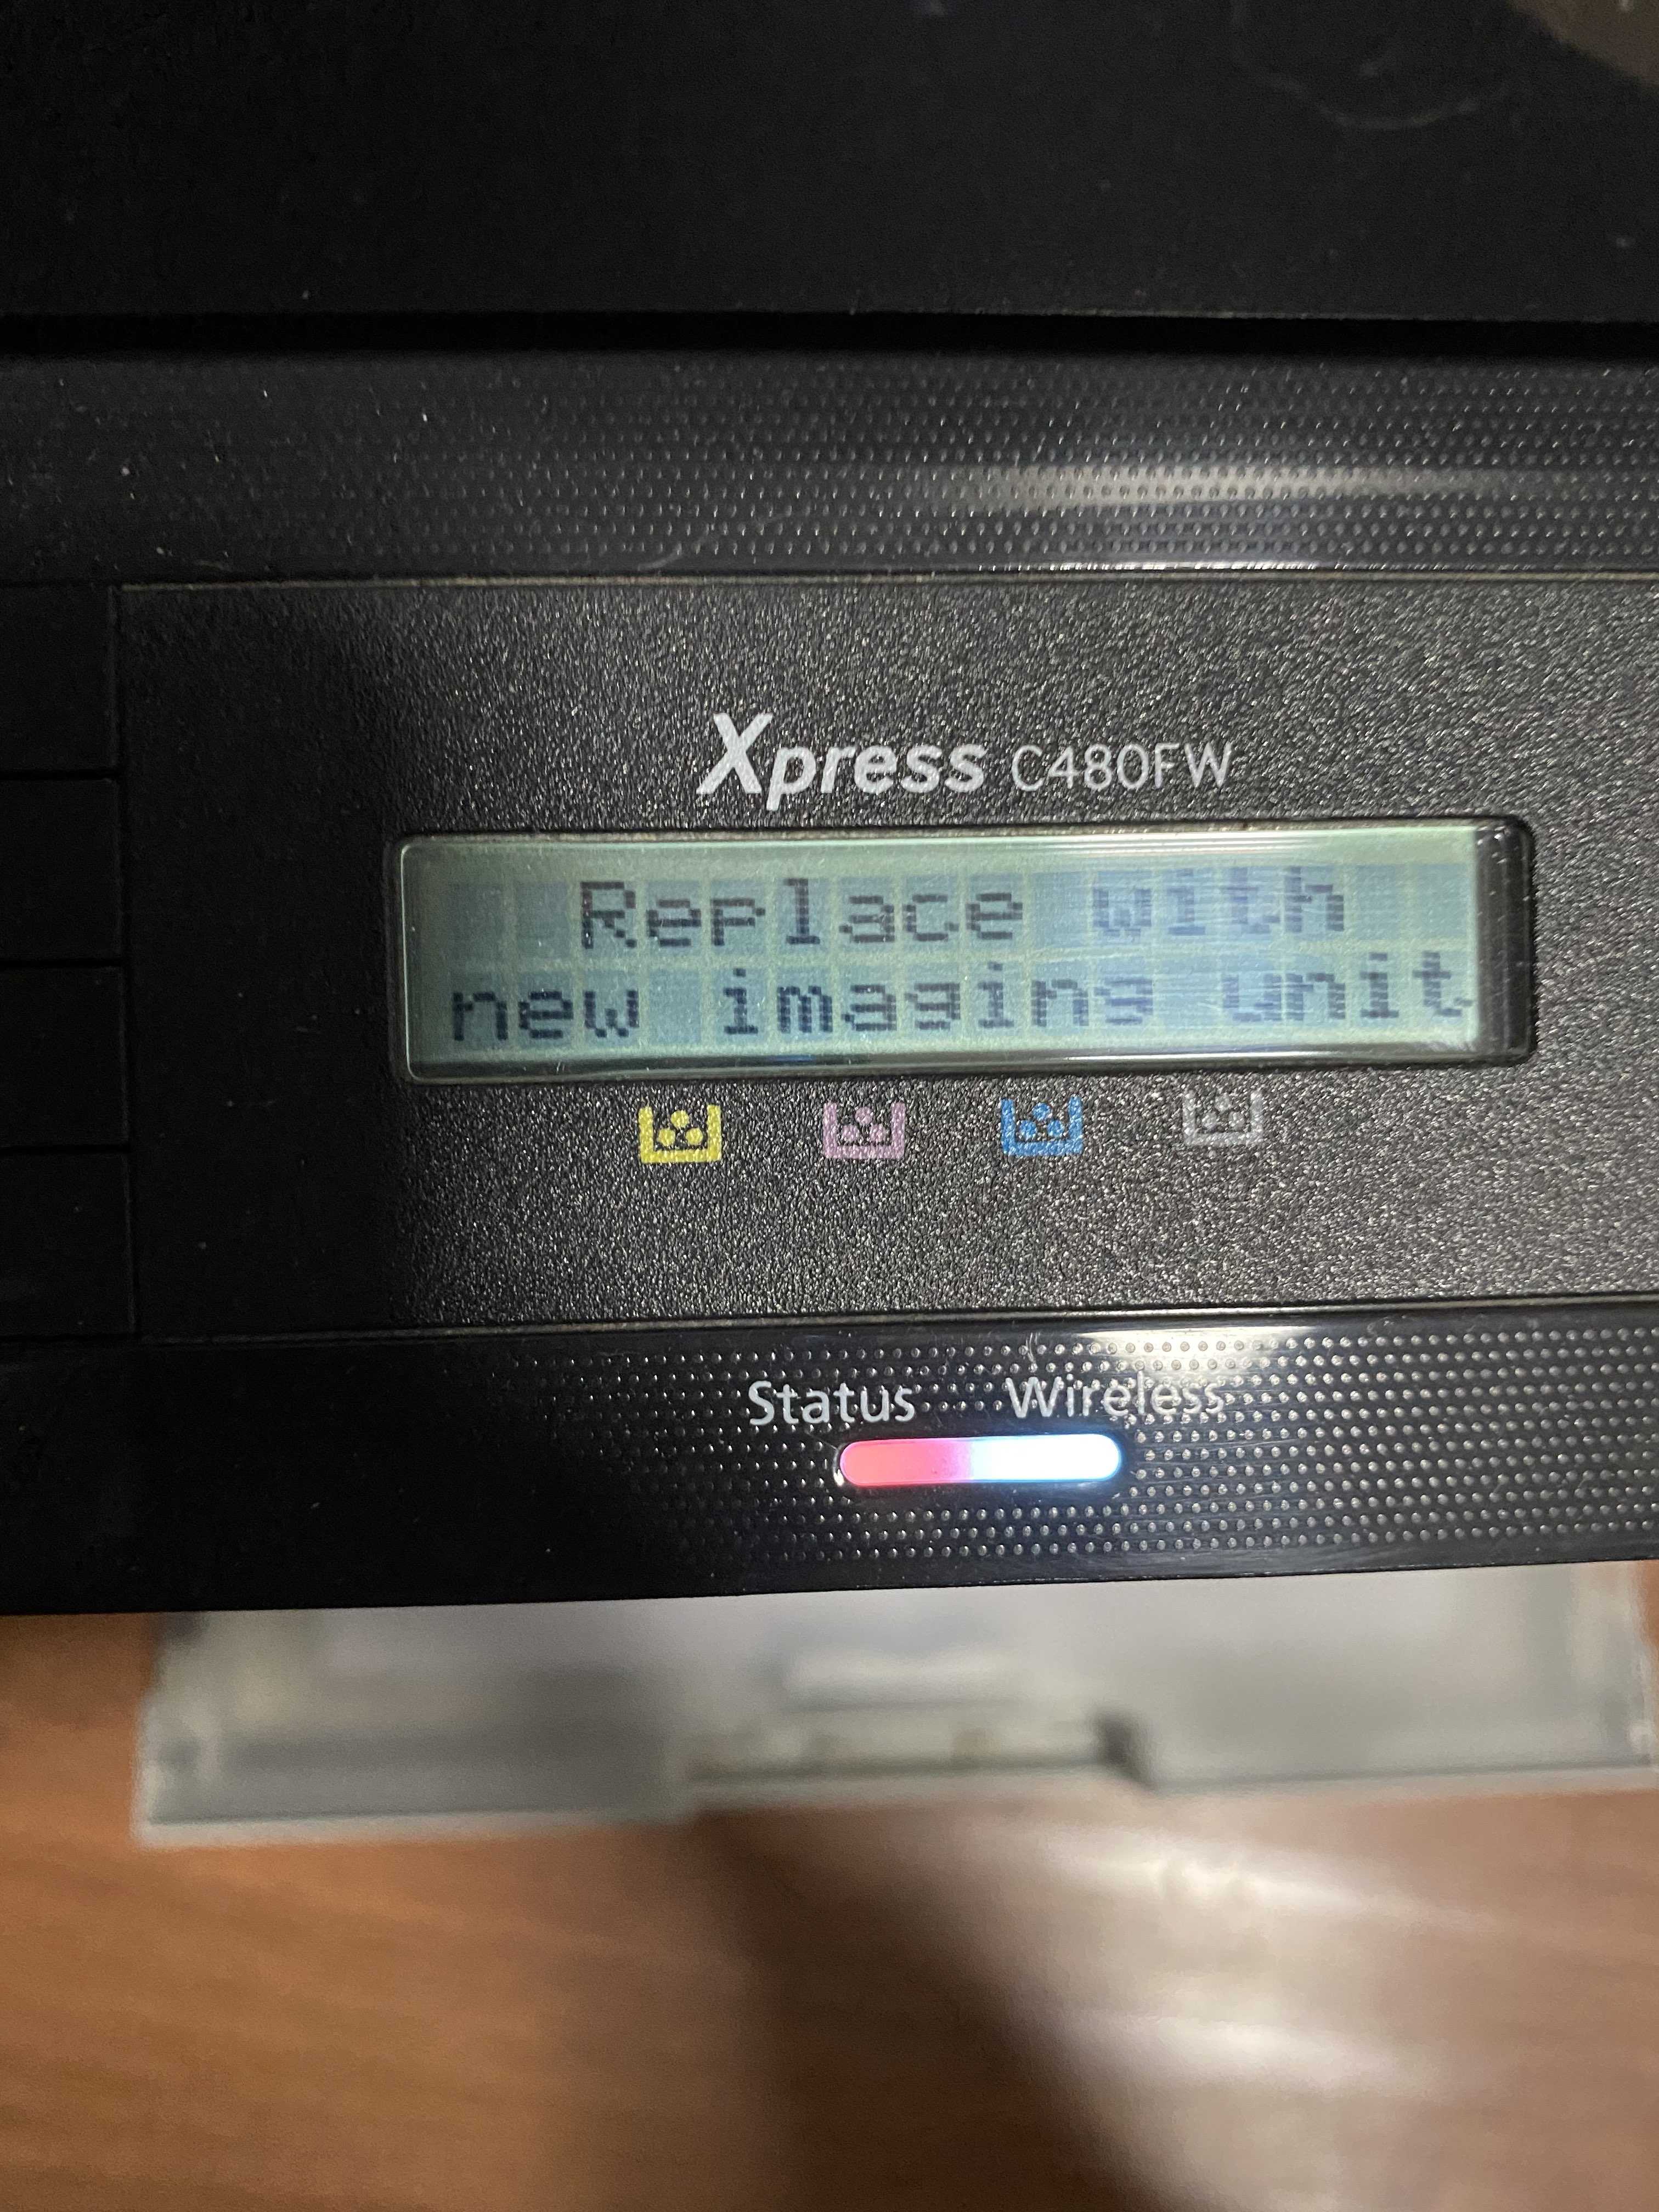 Xpress C480FW
Replace with
new imaging unit
Status Wireless